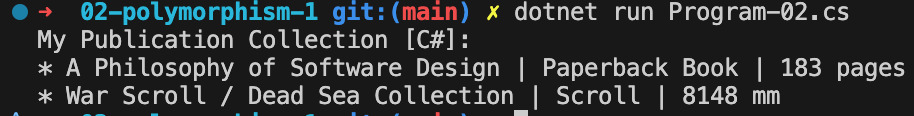 ➜ 02-polymorphism-1 git:(main) ✗ dotnet run Program-02.cs
My Publication Collection [C#]:
* A Philosophy of Software Design | Paperback Book | 183 pages
* War Scroll / Dead Sea Collection | Scroll | 8148 mm